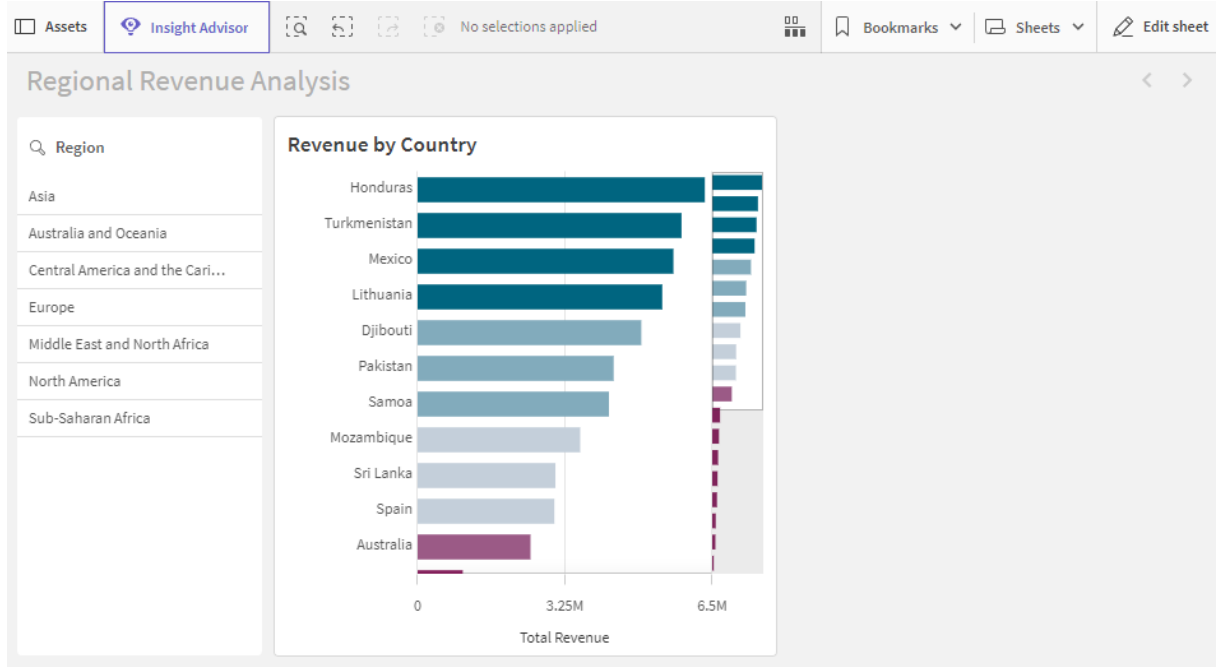 Assets Insight Advisor No selections applied Bookmarks Sheets Edit sheet
Regional Revenue Analysis
Region
Asia
Australia and Oceania
Central America and the Cari...
Europe
Middle East and North Africa
North America
Sub-Saharan Africa
Revenue by Country
Honduras
Turkmenistan
Mexico
Lithuania
Djibouti
Pakistan
Samoa
Mozambique
Sri Lanka
Spain
Australia
0 3.25M 6.5M
Total Revenue